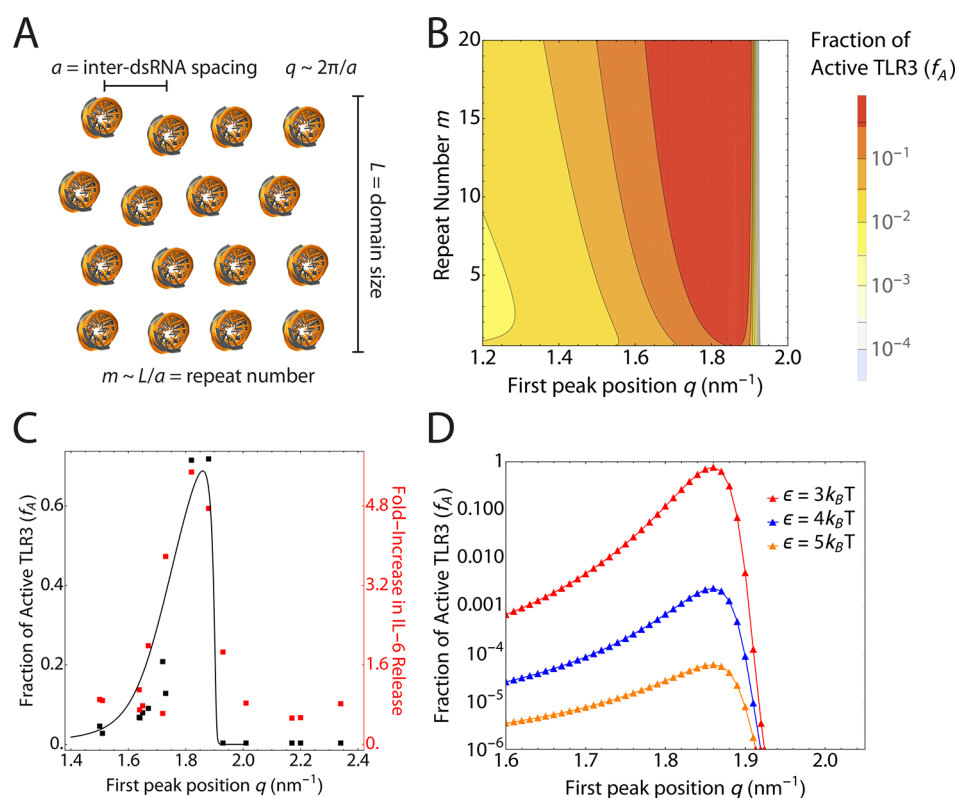 A
a = inter-dsRNA spacing
q ~ 2π/a
L = domain size
m ~ L/a = repeat number
B
Repeat Number m
20
15
10
5
1.2
1.4
1.6
1.8
2.0
First peak position q (nm⁻¹)
Fraction of
Active TLR3 (fA)
10⁻¹
10⁻²
10⁻³
10⁻⁴
C
Fraction of Active TLR3 (fA)
0.6
0.4
0.2
0.
4.8
3.2
1.6
0.
Fold–Increase in IL–6
Release
1.4
1.6
1.8
2.0
2.2
2.4
First peak position q (nm⁻¹)
D
Fraction of Active TLR3 (fA)
1
0.100
0.010
0.001
10⁻⁴
10⁻⁵
10⁻⁶
ϵ = 3kBT
ϵ = 4kBT
ϵ = 5kBT
1.6
1.7
1.8
1.9
2.0
First peak position q (nm⁻¹)